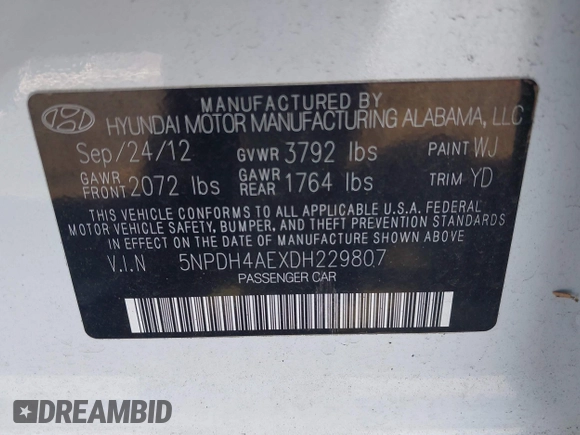 MANUFACTURED BY
HYUNDAI MOTOR MANUFACTURING ALABAMA, LLC
Sep/24/12 GVWR 3792 lbs PAINT WJ
GAWR FRONT 2072 lbs GAWR REAR 1764 lbs TRIM YD
THIS VEHICLE CONFORMS TO ALL APPLICABLE U.S.A. FEDERAL
MOTOR VEHICLE SAFETY, BUMPER, AND THEFT PREVENTION STANDARDS
IN EFFECT ON THE DATE OF MANUFACTURE SHOWN ABOVE.
V.I.N 5NPDH4AEXDH229807
PASSENGER CAR
DREAMBID